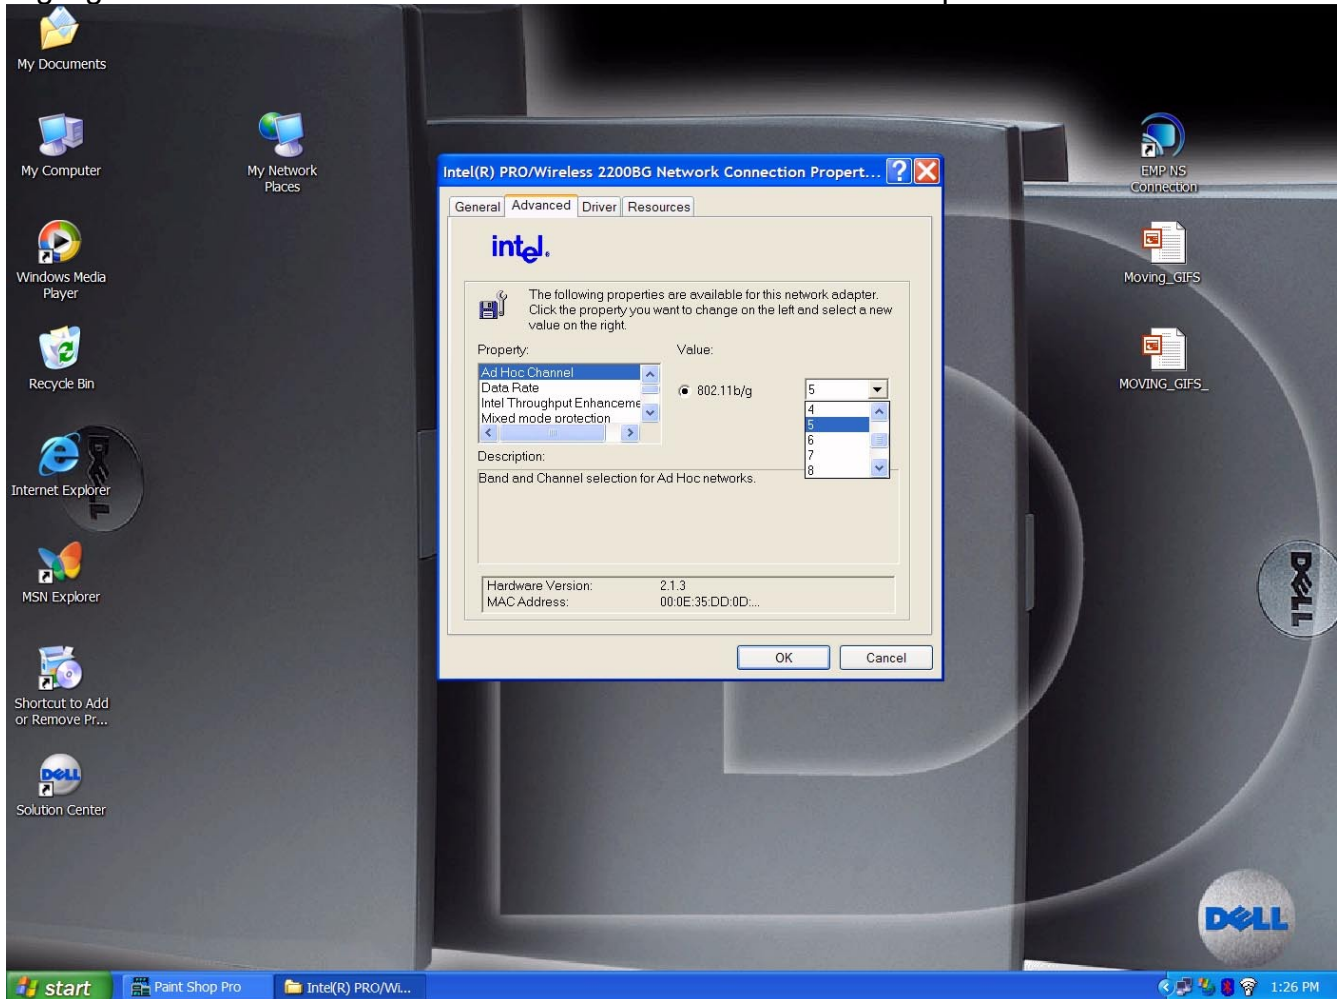 My Documents
My Computer
My Network
Places
EMP NS
Connection
Windows Media
Player
Moving_GIFS
Recycle Bin
MOVING_GIFS_
Internet Explorer
MSN Explorer
Shortcut to Add
or Remove Pr...
Solution Center
Intel(R) PRO/Wireless 2200BG Network Connection Propert...
General Advanced Driver Resources
intel.
The following properties are available for this network adapter.
Click the property you want to change on the left and select a new
value on the right.
Property: Value:
Ad Hoc Channel
Data Rate
Intel Throughput Enhanceme
Mixed mode protection
802.11b/g 5
4
5
6
7
8
Description:
Band and Channel selection for Ad Hoc networks.
Hardware Version: 2.1.3
MAC Address: 00:0E:35:DD:0D:...
OK Cancel
DELL
DELL
DELL
DELL
start Paint Shop Pro Intel(R) PRO/Wi... 1:26 PM